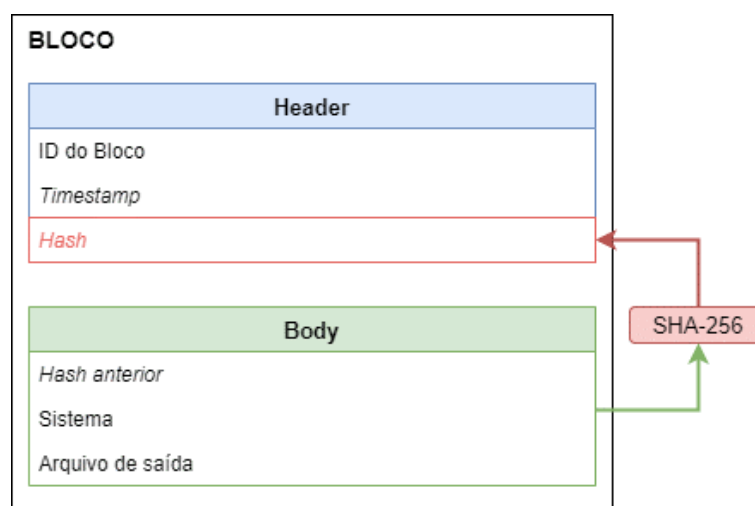 BLOCO
Header
ID do Bloco
Timestamp
Hash
Body
Hash anterior
Sistema
Arquivo de saída
SHA-256